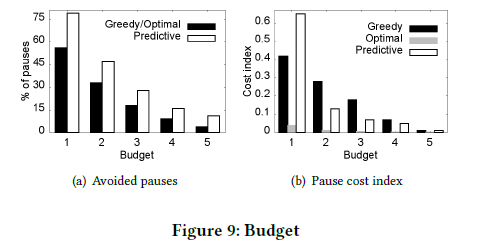 75
60
45
30
15
0
% of pauses
Greedy/Optimal
Predictive
1 2 3 4 5
Budget
(a) Avoided pauses
0.6
0.5
0.4
0.3
0.2
0.1
0
Cost index
Greedy
Optimal
Predictive
1 2 3 4 5
Budget
(b) Pause cost index
Figure 9: Budget